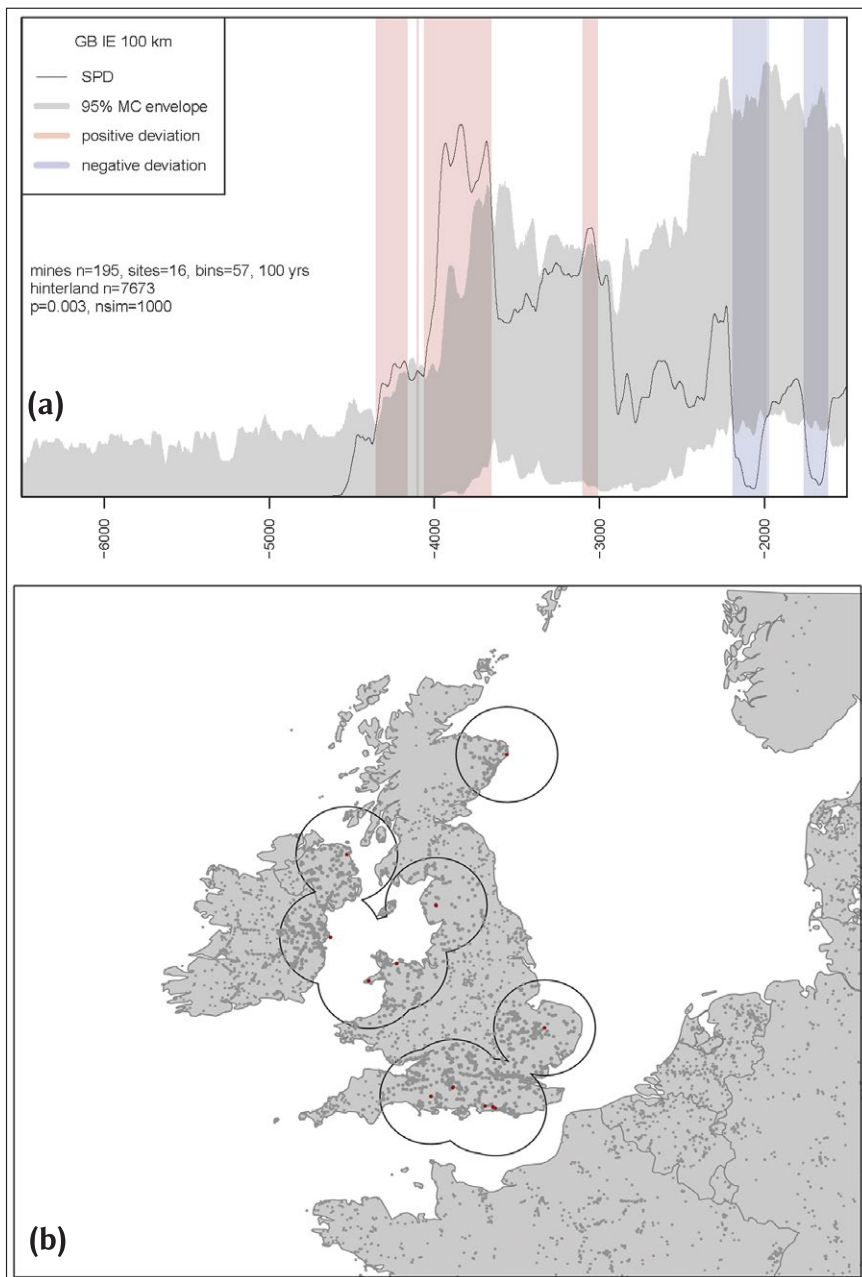 GB IE 100 km
SPD
95% MC envelope
positive deviation
negative deviation
mines n=195, sites=16, bins=57, 100 yrs
hinterland n=7673
p=0.003, nsim=1000
(a)
-6000
-5000
-4000
-3000
-2000
(b)